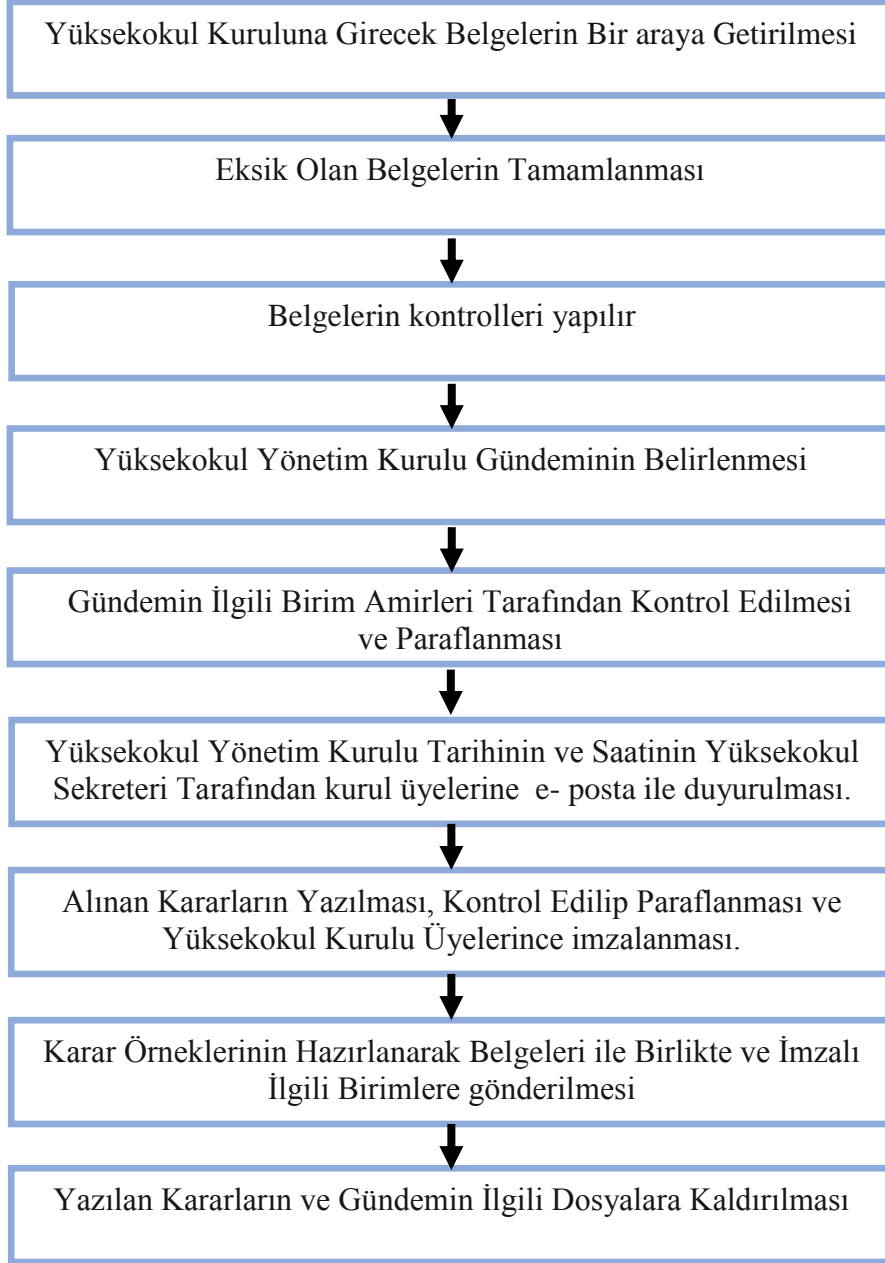 Yüksekokul Kuruluna Girecek Belgelerin Bir araya Getirilmesi
Eksik Olan Belgelerin Tamamlanması
Belgelerin kontrolleri yapılır
Yüksekokul Yönetim Kurulu Gündeminin Belirlenmesi
Gündemin İlgili Birim Amirleri Tarafından Kontrol Edilmesi
ve Paraflanması
Yüksekokul Yönetim Kurulu Tarihinin ve Saatinin Yüksekokul
Sekreteri Tarafından kurul üyelerine e- posta ile duyurulması.
Alınan Kararların Yazılması, Kontrol Edilip Paraflanması ve
Yüksekokul Kurulu Üyelerince imzalanması.
Karar Örneklerinin Hazırlanarak Belgeleri ile Birlikte ve İmzalı
İlgili Birimlere gönderilmesi
Yazılan Kararların ve Gündemin İlgili Dosyalara Kaldırılması